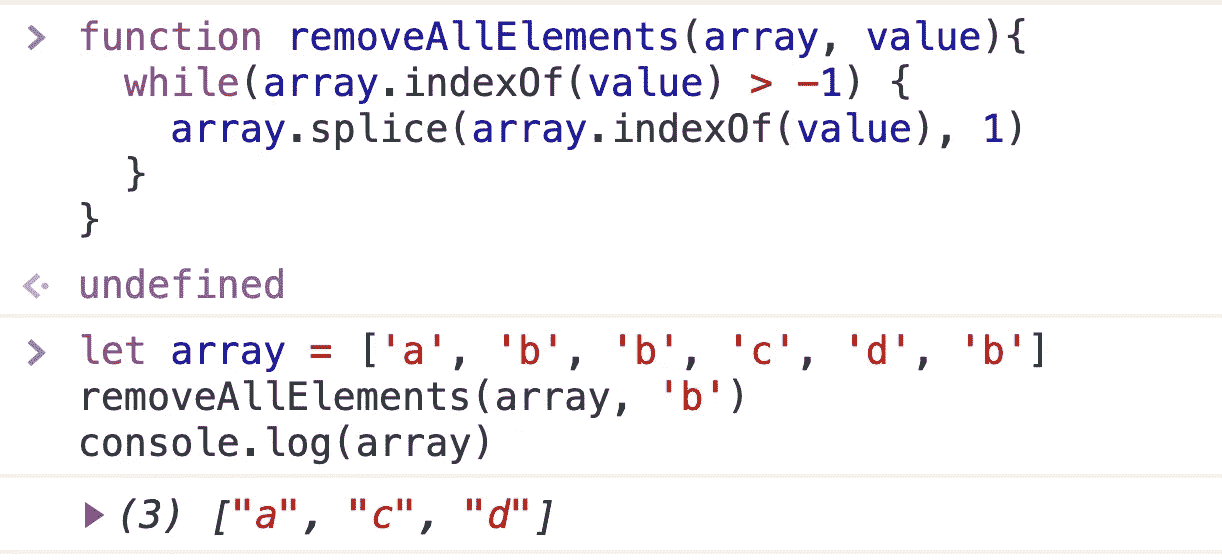 > function removeAllElements(array, value){
while(array.indexOf(value) > -1) {
array.splice(array.indexOf(value), 1)
}
}
undefined
> let array = ['a', 'b', 'b', 'c', 'd', 'b']
removeAllElements(array, 'b')
console.log(array)
▶ (3) ["a", "c", "d"]